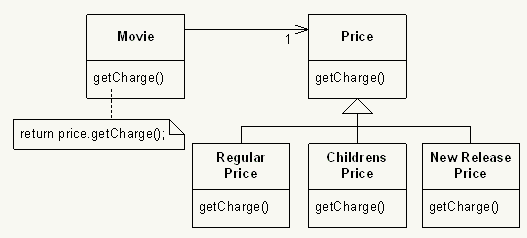 Movie
getCharge()
1
Price
getCharge()
return price.getCharge();
Regular
Price
getCharge()
Childrens
Price
getCharge()
New Release
Price
getCharge()